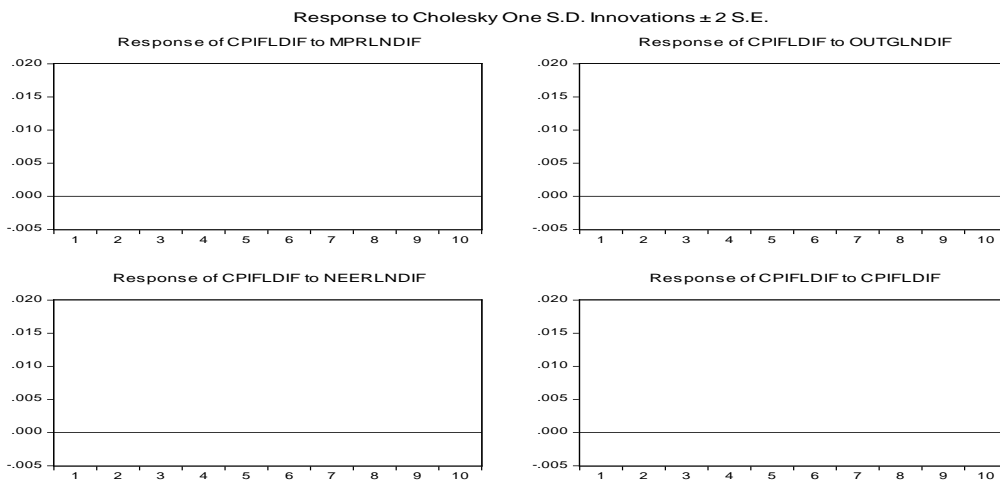 Response to Cholesky One S.D. Innovations ± 2 S.E.
Response of CPIFLDIF to MPRLNDIF
.020
.015
.010
.005
.000
-.005
1 2 3 4 5 6 7 8 9 10
Response of CPIFLDIF to OUTGLNDIF
.020
.015
.010
.005
.000
-.005
1 2 3 4 5 6 7 8 9 10
Response of CPIFLDIF to NEERLNDIF
.020
.015
.010
.005
.000
-.005
1 2 3 4 5 6 7 8 9 10
Response of CPIFLDIF to CPIFLDIF
.020
.015
.010
.005
.000
-.005
1 2 3 4 5 6 7 8 9 10